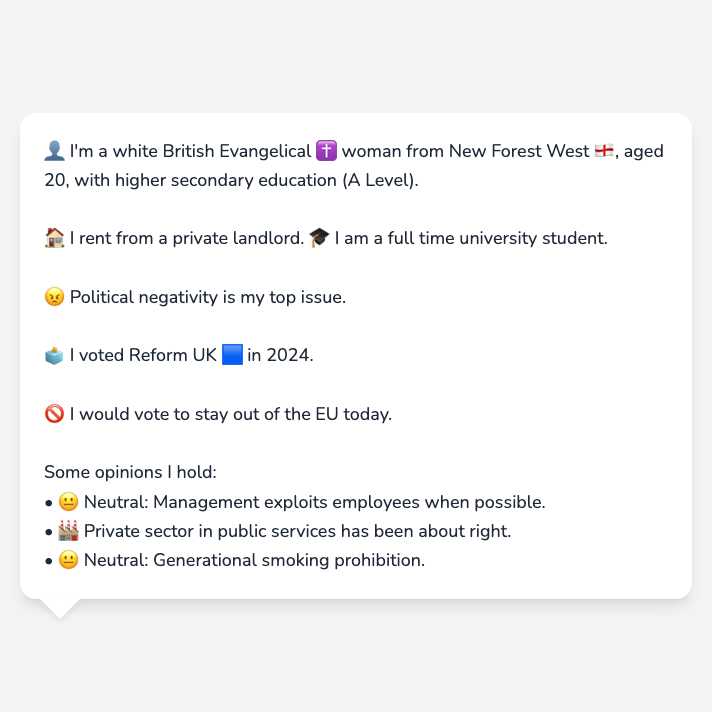 👤 I'm a white British Evangelical ✝️ woman from New Forest West 🏴󠁧󠁢󠁥󠁮󠁧󠁿, aged
20, with higher secondary education (A Level).
🏠 I rent from a private landlord. 🎓 I am a full time university student.
😠 Political negativity is my top issue.
🗳️ I voted Reform UK 🟦 in 2024.
🚫 I would vote to stay out of the EU today.
Some opinions I hold:
• 😐 Neutral: Management exploits employees when possible.
• 🏭 Private sector in public services has been about right.
• 😐 Neutral: Generational smoking prohibition.